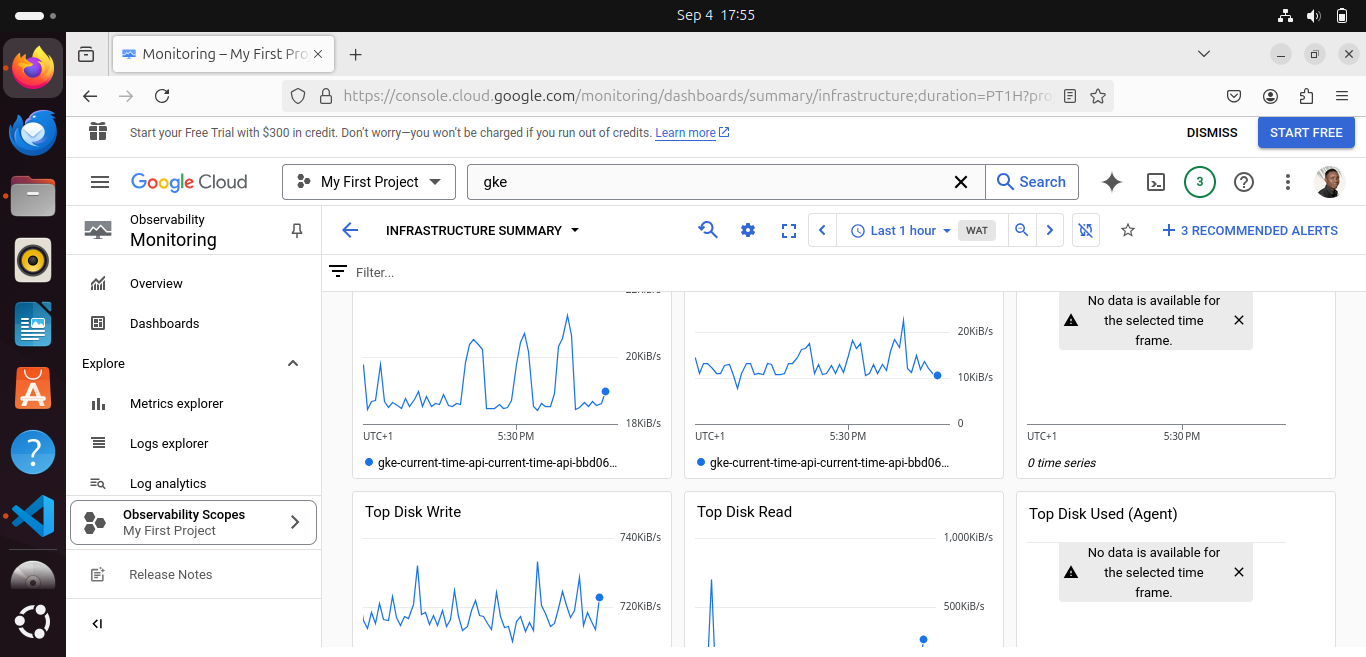 Sep 4 17:55
Monitoring – My First Pro
https://console.cloud.google.com/monitoring/dashboards/summary/infrastructure;duration=PT1H?pro
Start your Free Trial with $300 in credit. Don't worry—you won't be charged if you run out of credits. Learn more
DISMISS
START FREE
Google Cloud
My First Project
gke
Search
3
Observability
Monitoring
INFRASTRUCTURE SUMMARY
Last 1 hour
WAT
3 RECOMMENDED ALERTS
Overview
Dashboards
Explore
Metrics explorer
Logs explorer
Log analytics
Observability Scopes
My First Project
Release Notes
Filter...
20KiB/s
18KiB/s
UTC+1
5:30 PM
gke-current-time-api-current-time-api-bbd06...
20KiB/s
10KiB/s
0
UTC+1
5:30 PM
gke-current-time-api-current-time-api-bbd06...
No data is available for
the selected time
frame.
UTC+1
5:30 PM
0 time series
Top Disk Write
740KiB/s
720KiB/s
Top Disk Read
1,000KiB/s
500KiB/s
Top Disk Used (Agent)
No data is available for
the selected time
frame.